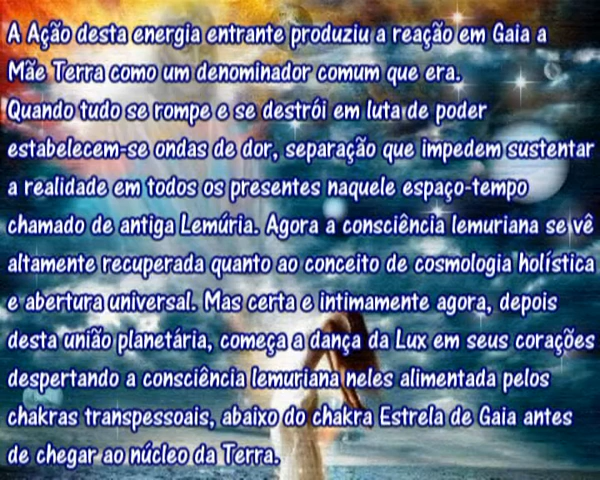 A Ação desta energia entrante produziu a reação em Gaia a
Mãe Terra como um denominador comum que era.
Quando tudo se rompe e se destrói em luta de poder
estabelecem-se ondas de dor, separação que impedem sustentar
a realidade em todos os presentes naquele espaço-tempo
chamado de antiga Lemúria. Agora a consciência lemuriana se vê
altamente recuperada quanto ao conceito de cosmologia holística
e abertura universal. Mas certa e intimamente agora, depois
desta união planetária, começa a dança da Lux em seus corações
despertando a consciência lemuriana neles alimentada pelos
chakras transpessoais, abaixo do chakra Estrela de Gaia antes
de chegar ao núcleo da Terra.